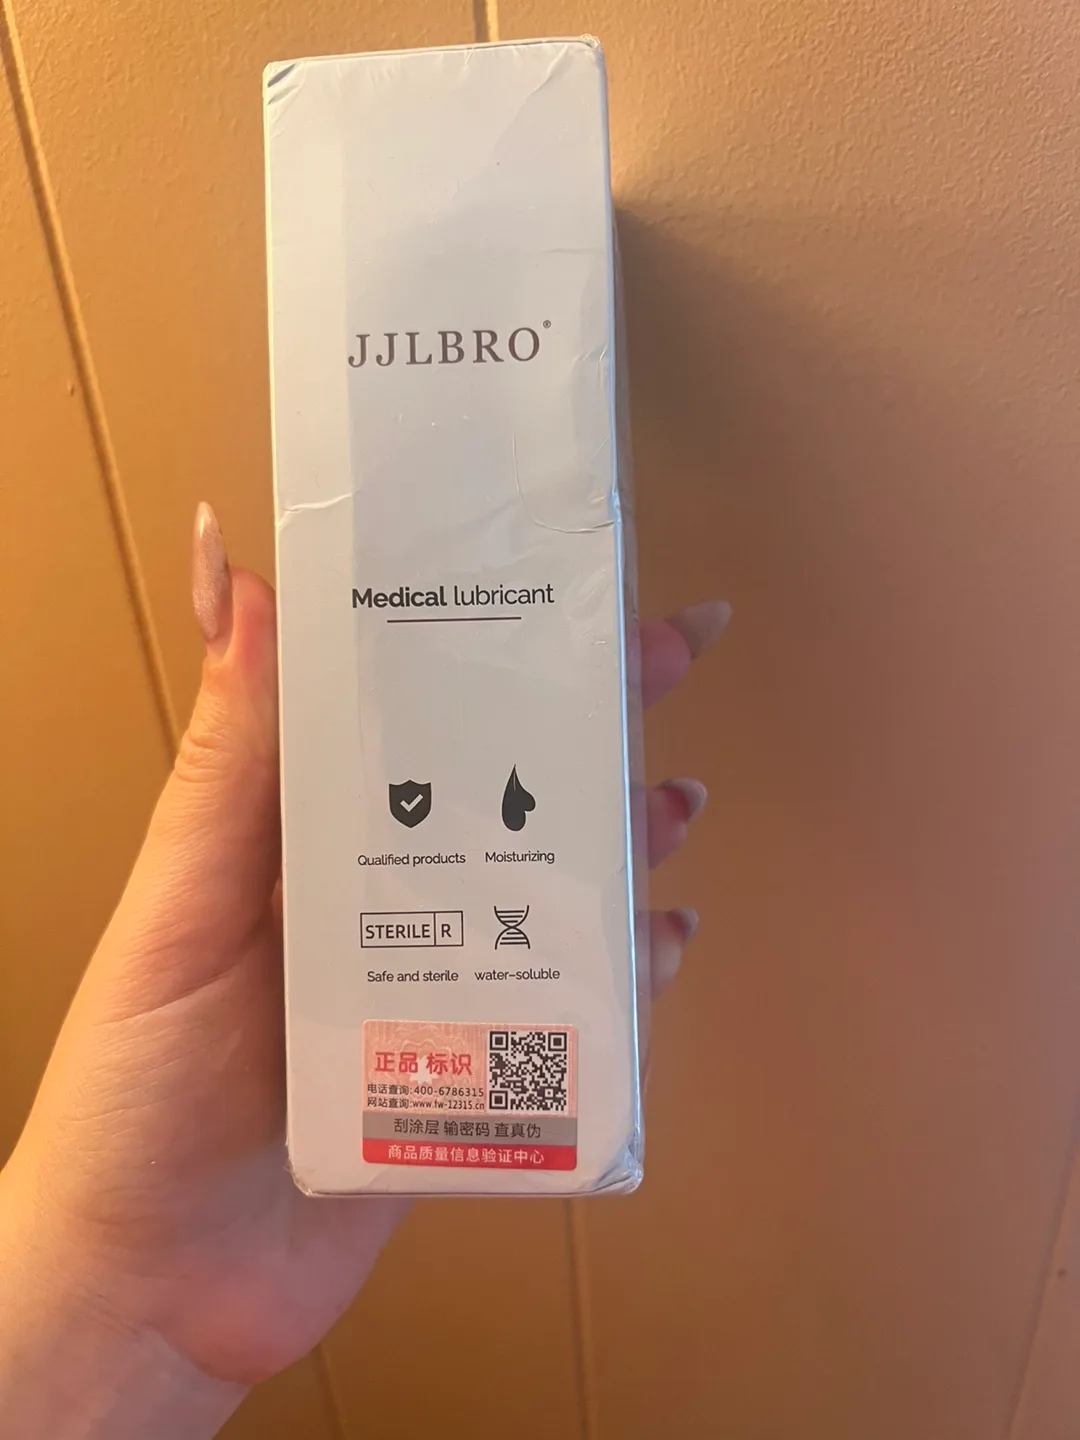 JJLBRO®
Medical lubricant
Qualified products
Moisturizing
STERILE R
Safe and sterile
water-soluble
正品 标识
电话查询:400-6786315
网站查询:www.tw-12315.cn
刮涂层 输密码 查真伪
商品质量信息验证中心